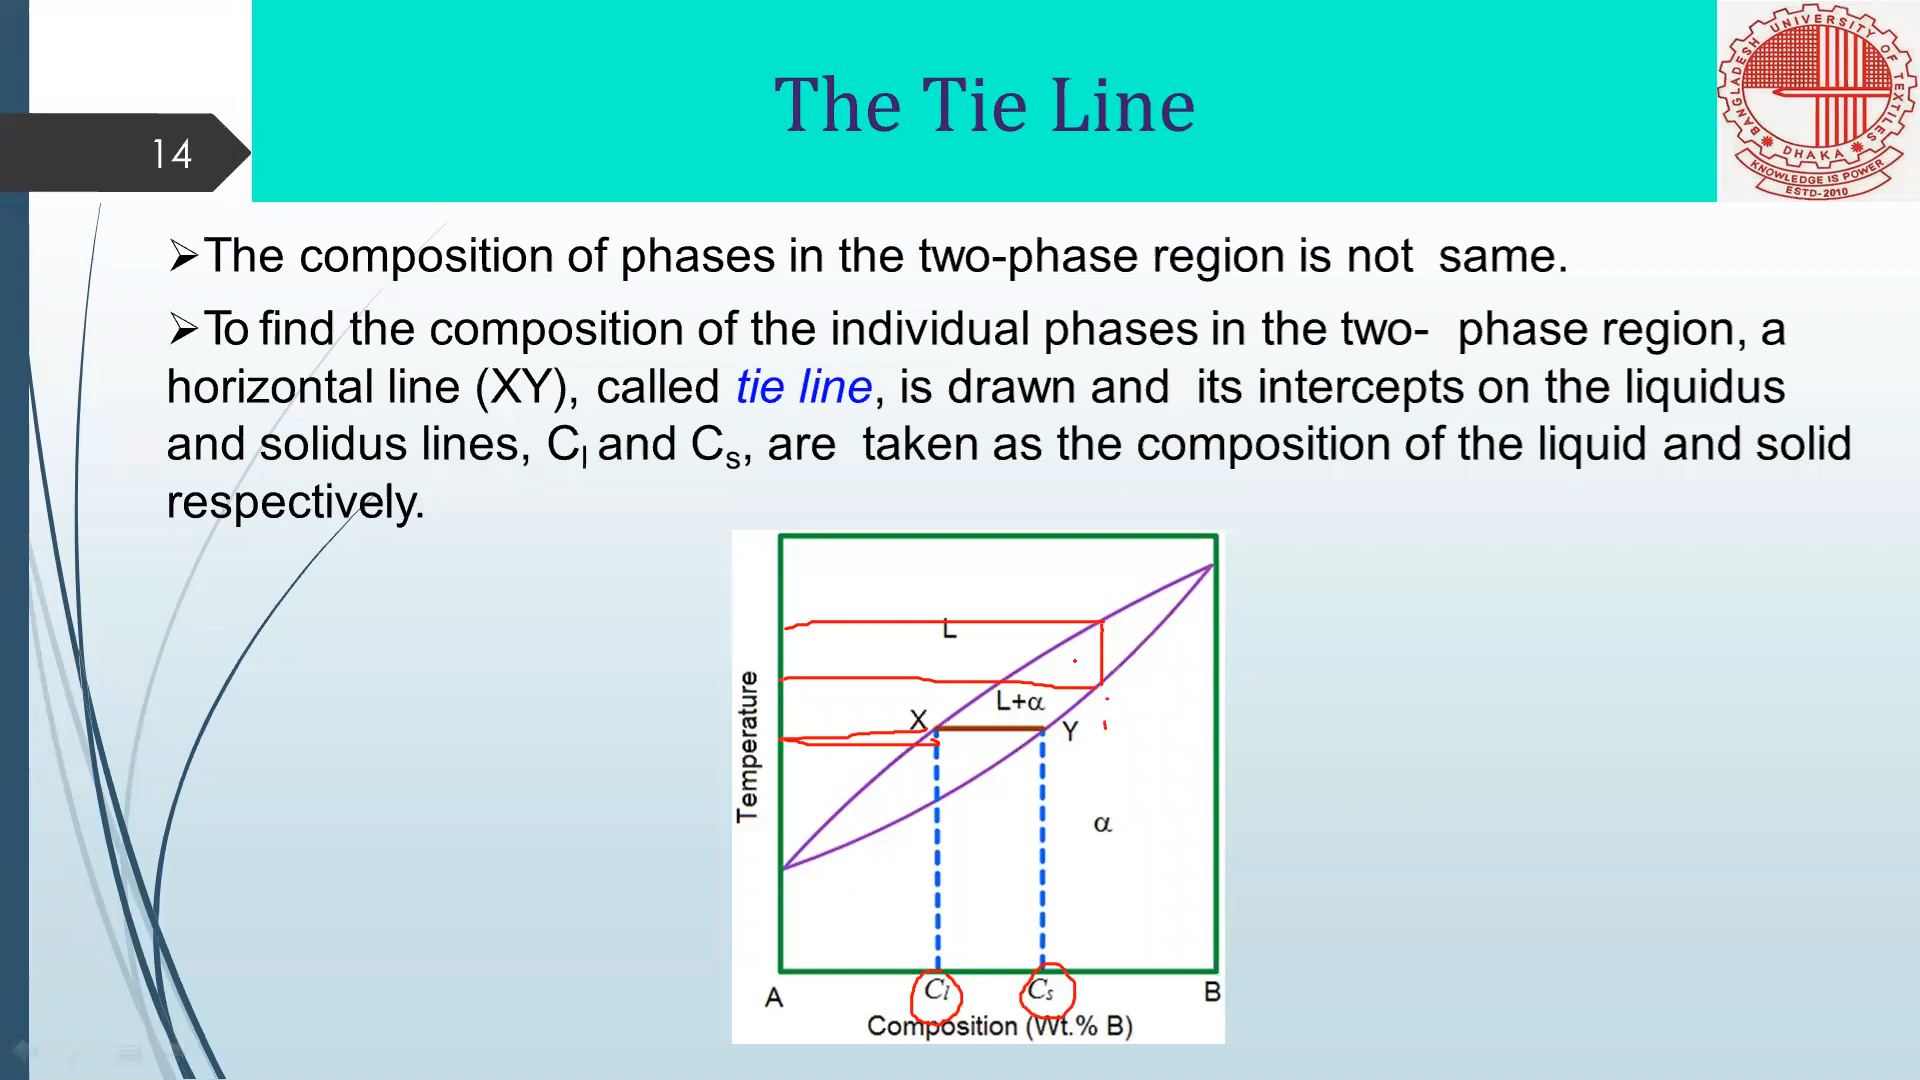 The Tie Line
BANGLADESH UNIVERSITY OF TEXTILES
DHAKA
KNOWLEDGE IS POWER
ESTD-2010
14
➢The composition of phases in the two-phase region is not same.
➢To find the composition of the individual phases in the two- phase region, a
horizontal line (XY), called tie line, is drawn and its intercepts on the liquidus
and solidus lines, Cl and Cs, are taken as the composition of the liquid and solid
respectively.
L
L+α
X
Y
Temperature
α
Cl
Cs
A
B
Composition (Wt.% B)